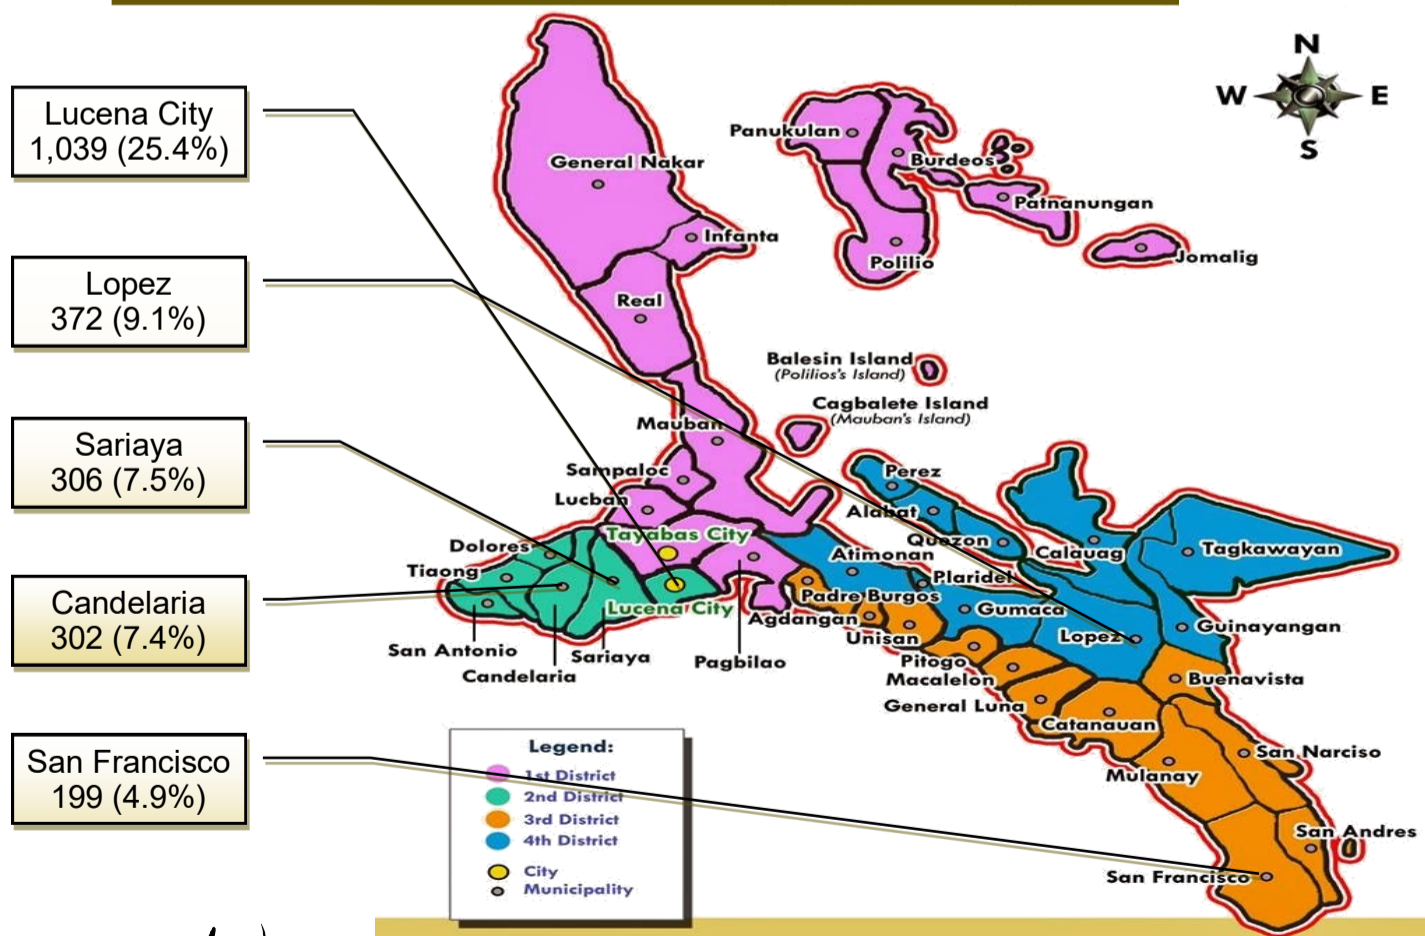 Lucena City
1,039 (25.4%)
Lopez
372 (9.1%)
Sariaya
306 (7.5%)
Candelaria
302 (7.4%)
San Francisco
199 (4.9%)
N
W
E
S
General Nakar
Infanta
Real
Panukulan
Burdeos
Patnanungan
Polilio
Jomalig
Balesin Island
(Polilios's Island)
Cagbalete Island
(Mauban's Island)
Mauban
Sampaloc
Lucban
Tayabas City
Dolores
Tiaong
Lucena City
San Antonio
Candelaria
Sariaya
Pagbilao
Perez
Alabat
Quezon
Calauag
Tagkawayan
Atimonan
Plaridel
Padre Burgos
Agdangan
Gumaca
Unisan
Lopez
Guinayangan
Pitogo
Macalelon
General Luna
Buenavista
Catanauan
San Narciso
Mulanay
San Andres
San Francisco
Legend:
1st District
2nd District
3rd District
4th District
City
Municipality